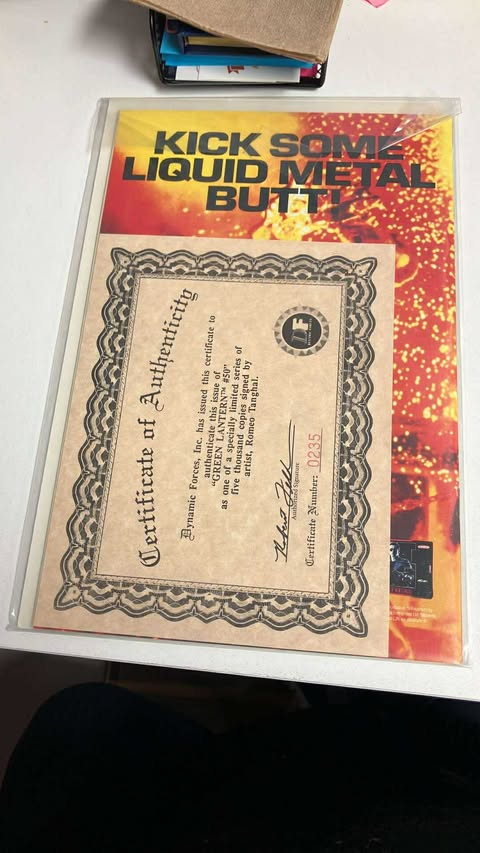 KICK SOME
LIQUID METAL
BUTT!
Certificate of Authenticity
Dynamic Forces, Inc. has issued this certificate to
authenticate this issue of
"GREEN LANTERN™ #50"
as one of a specially limited series of
five thousand copies signed by
artist, Romeo Tanghal.
Authorized Signature
Certificate Number: 0235
DF